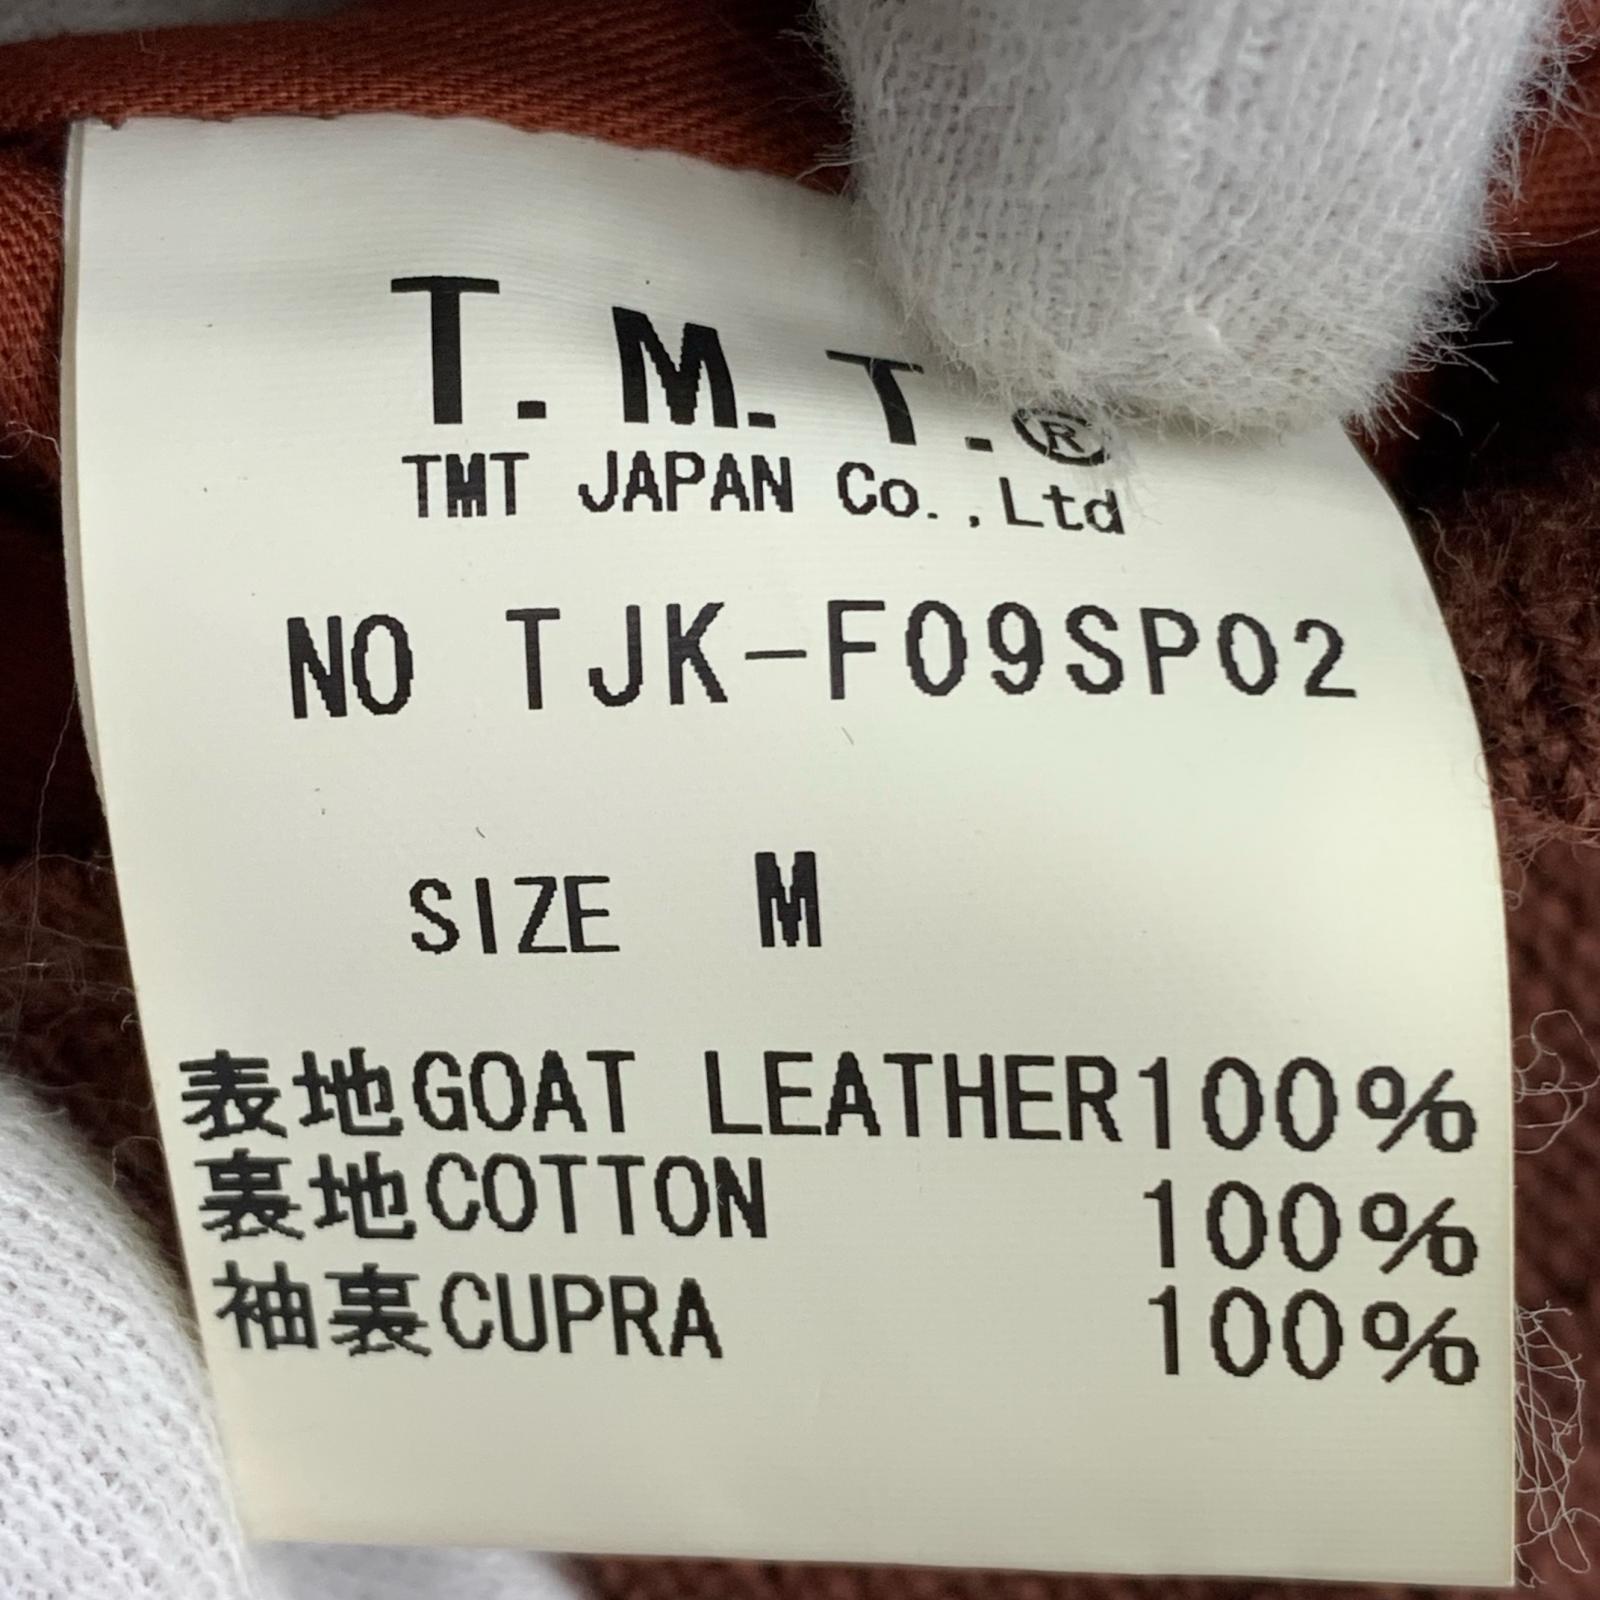 T.M.T.®
TMT JAPAN Co.,Ltd
NO TJK-F09SP02
SIZE M
表地GOAT LEATHER100%
裏地COTTON 100%
袖裏CUPRA 100%